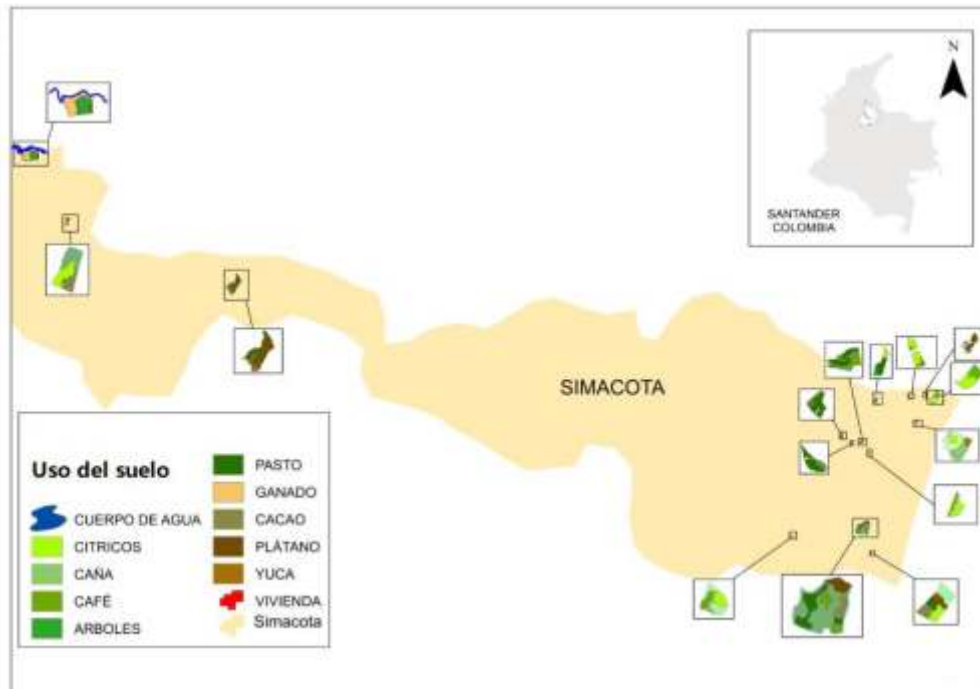 N
SANTANDER
COLOMBIA
SIMACOTA
Uso del suelo
CUERPO DE AGUA
CITRICOS
CAÑA
CAFÉ
ARBOLES
PASTO
GANADO
CACAO
PLÁTANO
YUCA
VIVIENDA
Simacota